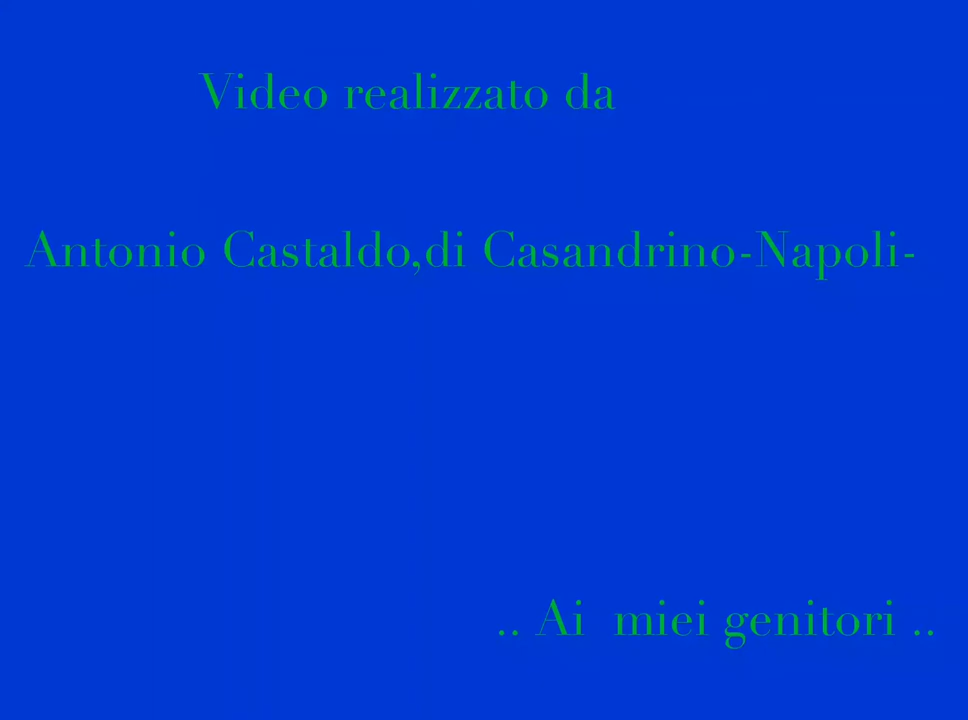 Video realizzato da
Antonio Castaldo,di Casandrino-Napoli-
.. Ai miei genitori ..